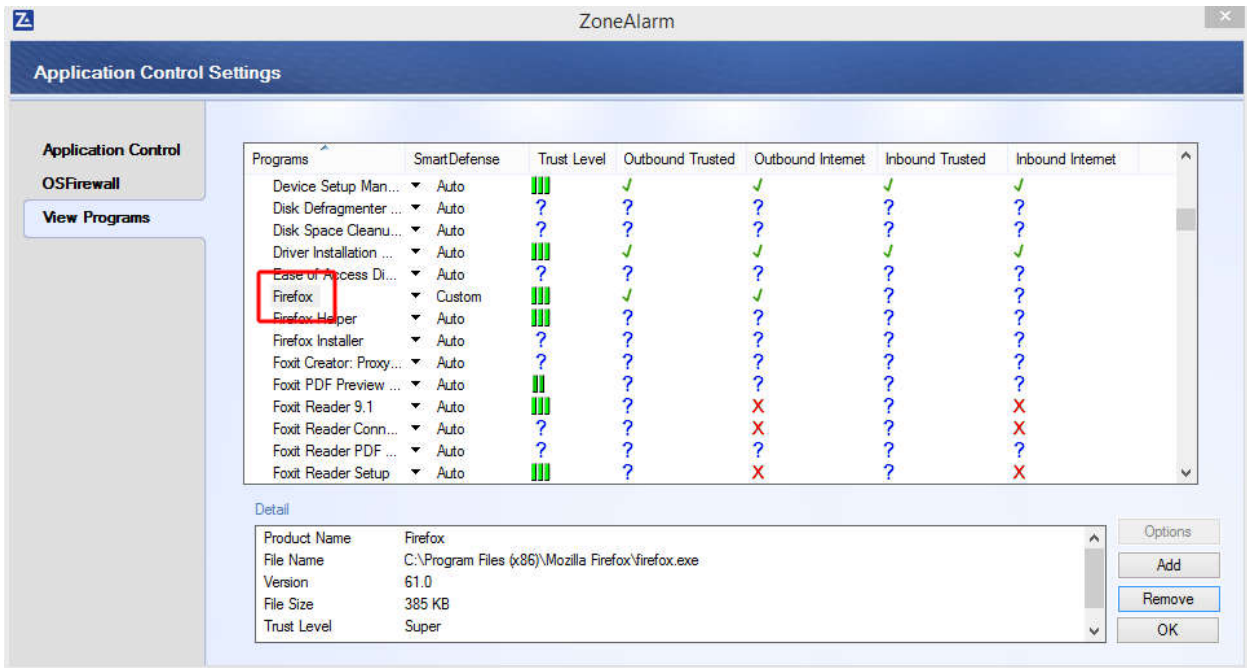 ZoneAlarm
Application Control Settings
Application Control
OSFirewall
View Programs
Programs SmartDefense Trust Level Outbound Trusted Outbound Internet Inbound Trusted Inbound Internet
Device Setup Man... Auto √ √ √ √
Disk Defragmenter ... Auto ? ? ? ? ?
Disk Space Cleanu... Auto ? ? ? ? ?
Driver Installation ... Auto √ √ √ √
Ease of Access Di... Auto ? ? ? ? ?
Firefox Custom √ √ ? ?
Firefox Helper Auto ? ? ? ?
Firefox Installer Auto ? ? ? ? ?
Foxit Creator: Proxy... Auto ? ? ? ? ?
Foxit PDF Preview ... Auto ? ? ? ?
Foxit Reader 9.1 Auto ? X ? X
Foxit Reader Conn... Auto ? ? X ? X
Foxit Reader PDF ... Auto ? ? ? ? ?
Foxit Reader Setup Auto ? X ? X
Detail
Product Name Firefox
File Name C:\Program Files (x86)\Mozilla Firefox\firefox.exe
Version 61.0
File Size 385 KB
Trust Level Super
Options
Add
Remove
OK